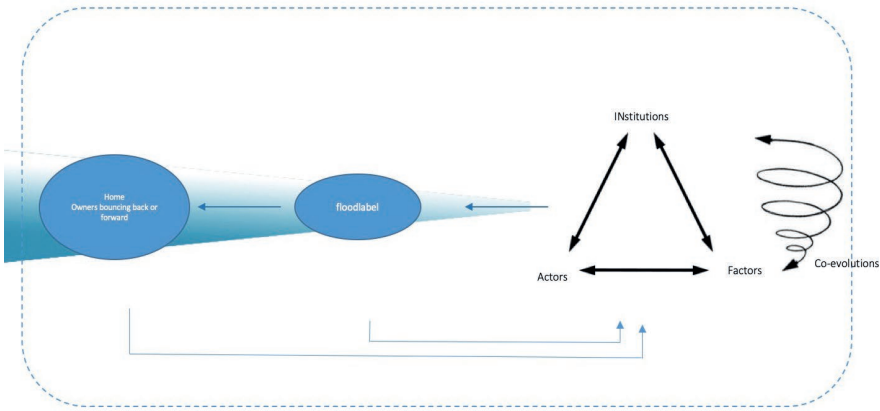 INstitutions
Home
Owners bouncing back or
forward
floodlabel
Actors
Factors
Co-evolutions